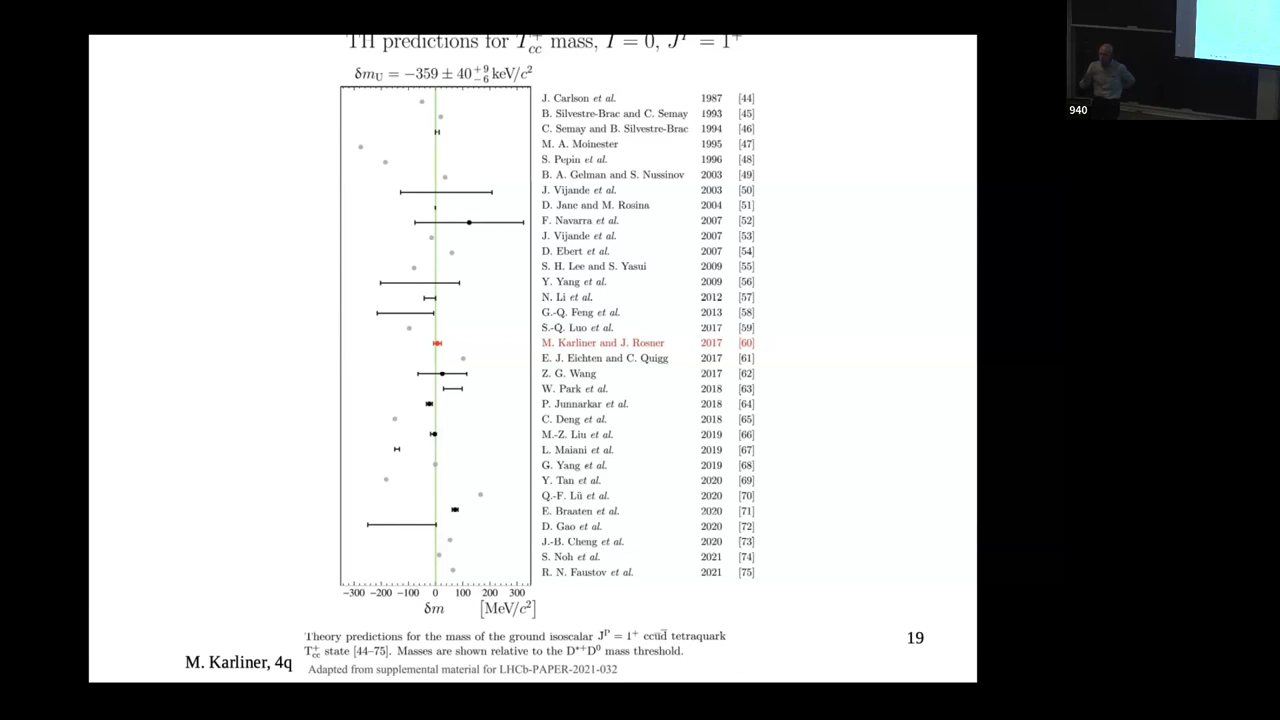 TH predictions for T⁺cc mass, I = 0, Jᴾ = 1⁺
δmU = −359 ± 40 +9 −6 keV/c²
J. Carlson et al. 1987 [44]
B. Silvestre-Brac and C. Semay 1993 [45]
C. Semay and B. Silvestre-Brac 1994 [46]
M. A. Moinester 1995 [47]
S. Pepin et al. 1996 [48]
B. A. Gelman and S. Nussinov 2003 [49]
J. Vijande et al. 2003 [50]
D. Janc and M. Rosina 2004 [51]
F. Navarra et al. 2007 [52]
J. Vijande et al. 2007 [53]
D. Ebert et al. 2007 [54]
S. H. Lee and S. Yasui 2009 [55]
Y. Yang et al. 2009 [56]
N. Li et al. 2012 [57]
G.-Q. Feng et al. 2013 [58]
S.-Q. Luo et al. 2017 [59]
M. Karliner and J. Rosner 2017 [60]
E. J. Eichten and C. Quigg 2017 [61]
Z. G. Wang 2017 [62]
W. Park et al. 2018 [63]
P. Junnarkar et al. 2018 [64]
C. Deng et al. 2018 [65]
M.-Z. Liu et al. 2019 [66]
L. Maiani et al. 2019 [67]
G. Yang et al. 2019 [68]
Y. Tan et al. 2020 [69]
Q.-F. Lü et al. 2020 [70]
E. Braaten et al. 2020 [71]
D. Gao et al. 2020 [72]
J.-B. Cheng et al. 2020 [73]
S. Noh et al. 2021 [74]
R. N. Faustov et al. 2021 [75]
−300 −200 −100 0 100 200 300
δm [MeV/c²]
Theory predictions for the mass of the ground isoscalar Jᴾ = 1⁺ ccūd̄ tetraquark
T⁺cc state [44–75]. Masses are shown relative to the D*⁺D⁰ mass threshold.
Adapted from supplemental material for LHCb-PAPER-2021-032
M. Karliner, 4q
19
940